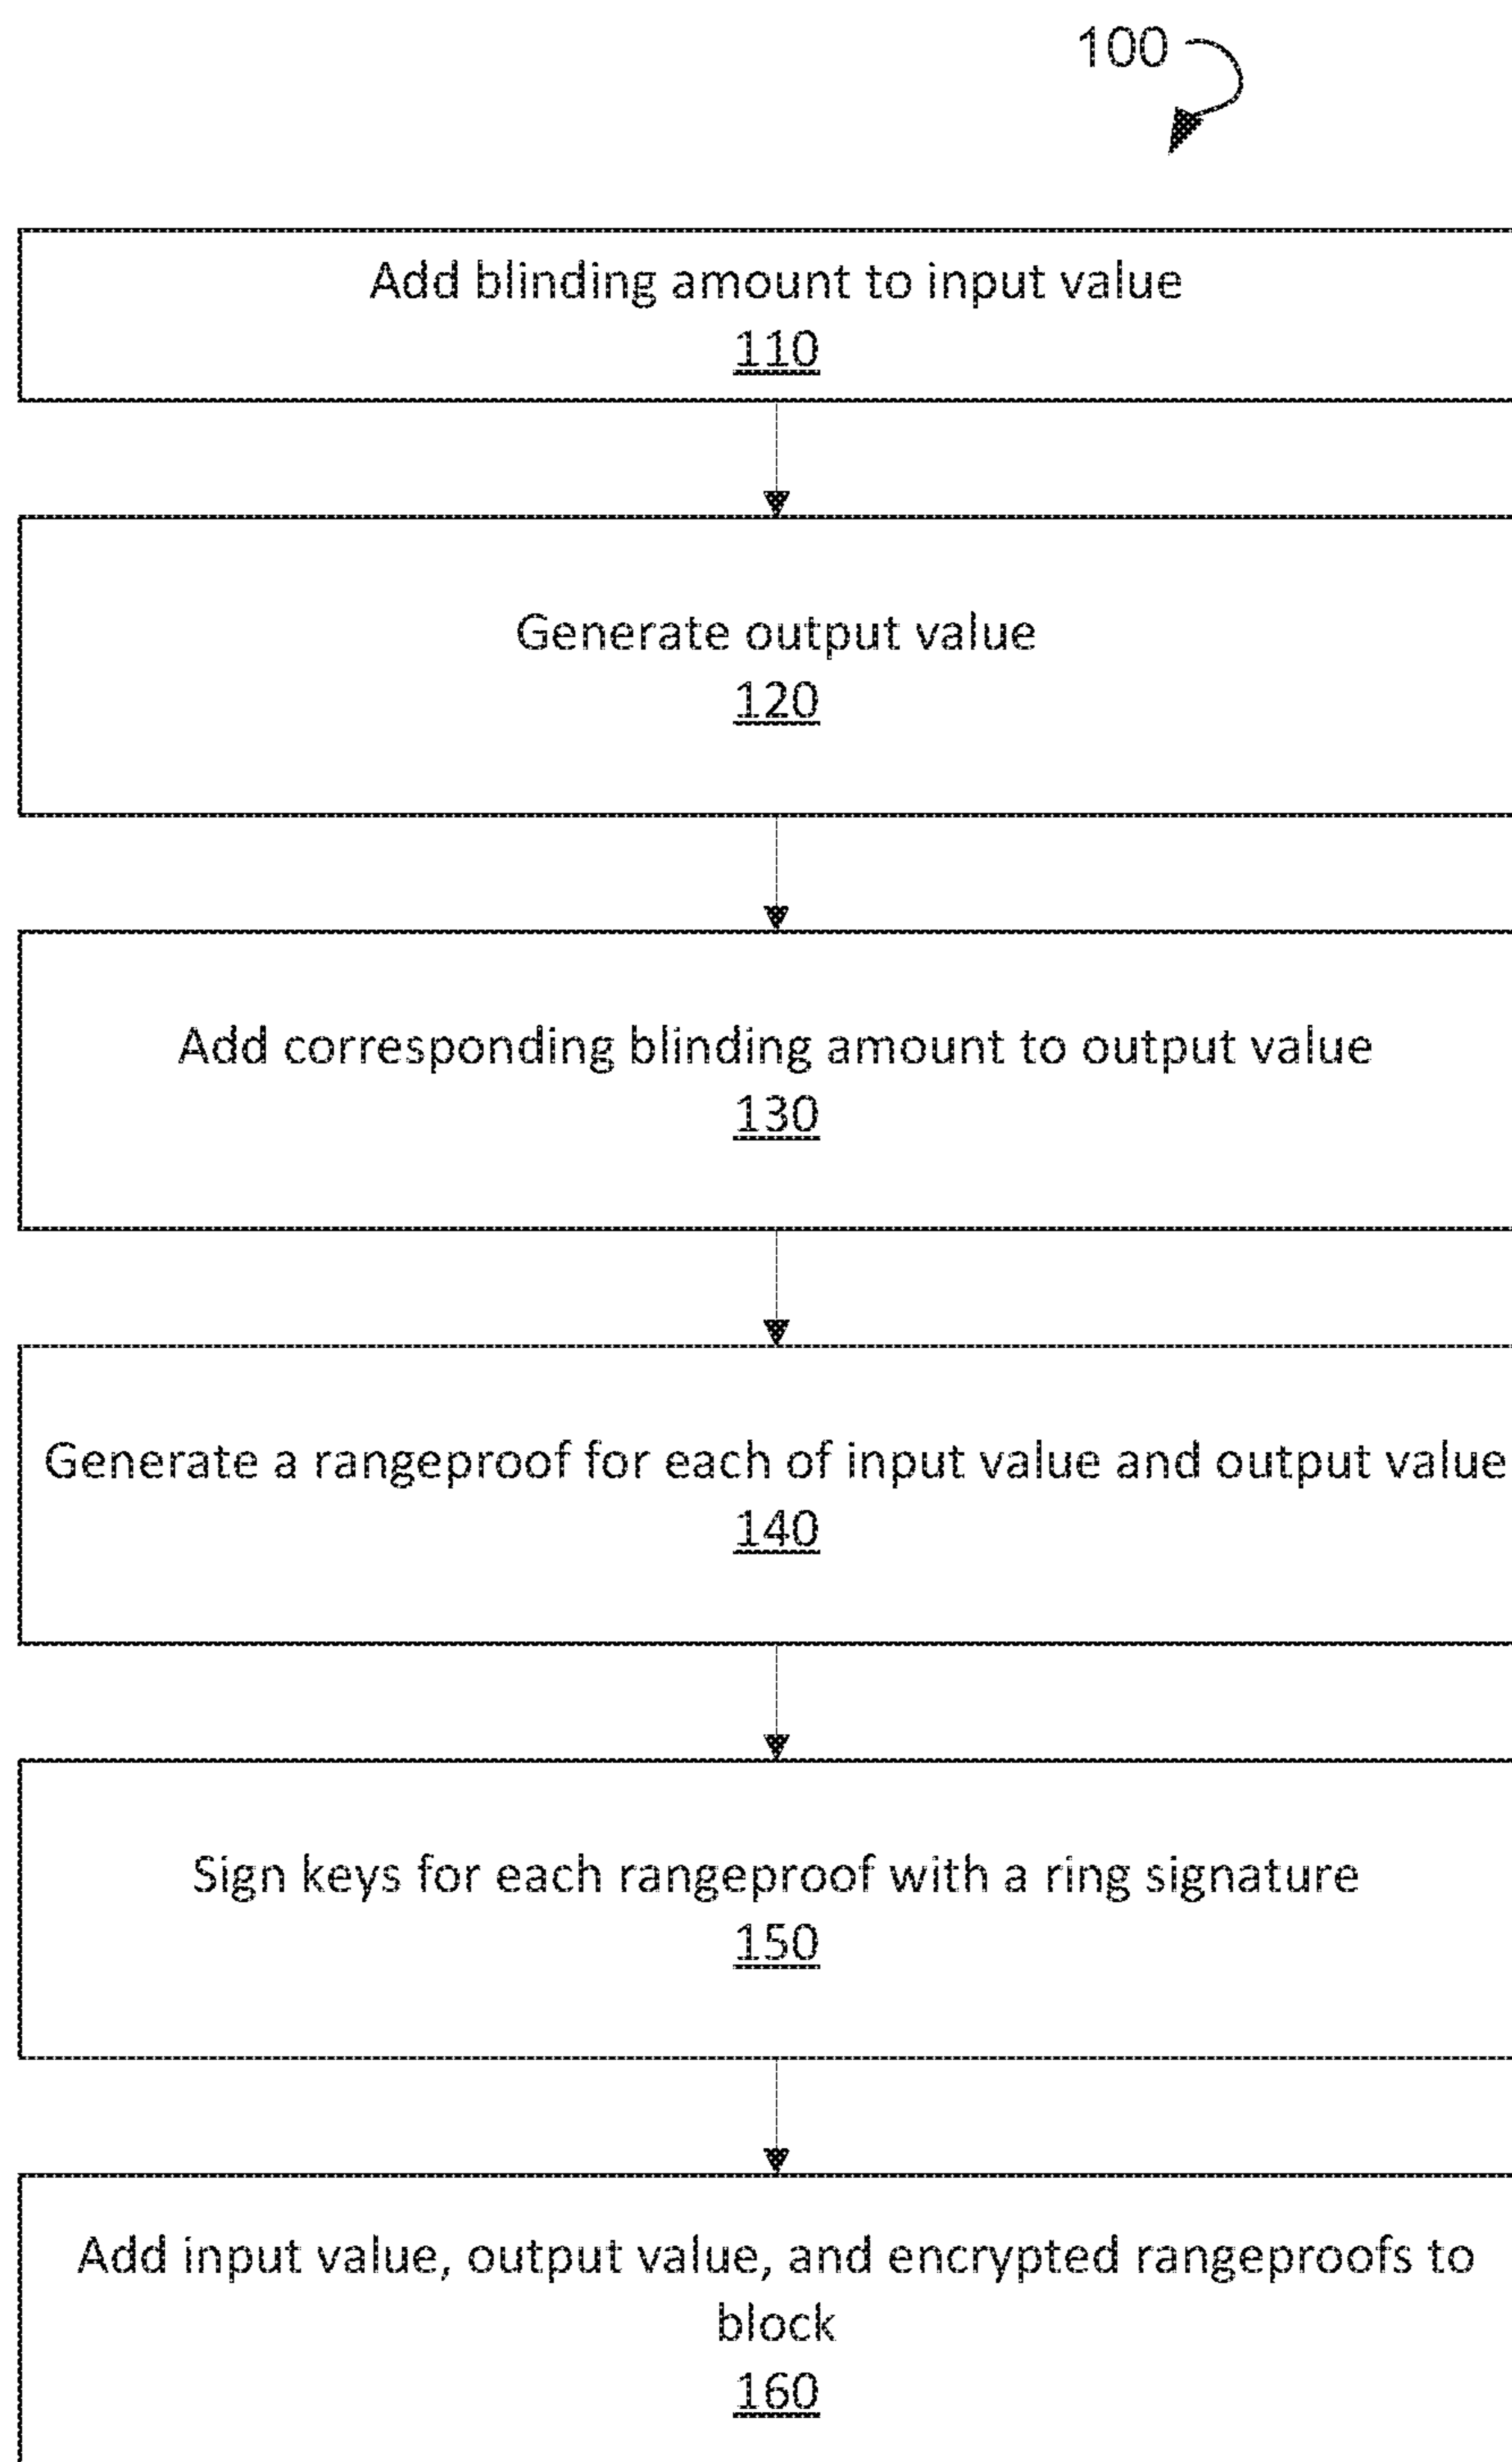 100
Add blinding amount to input value
110
Generate output value
120
Add corresponding blinding amount to output value
130
Generate a rangeproof for each of input value and output value
140
Sign keys for each rangeproof with a ring signature
150
Add input value, output value, and encrypted rangeproofs to
block
160